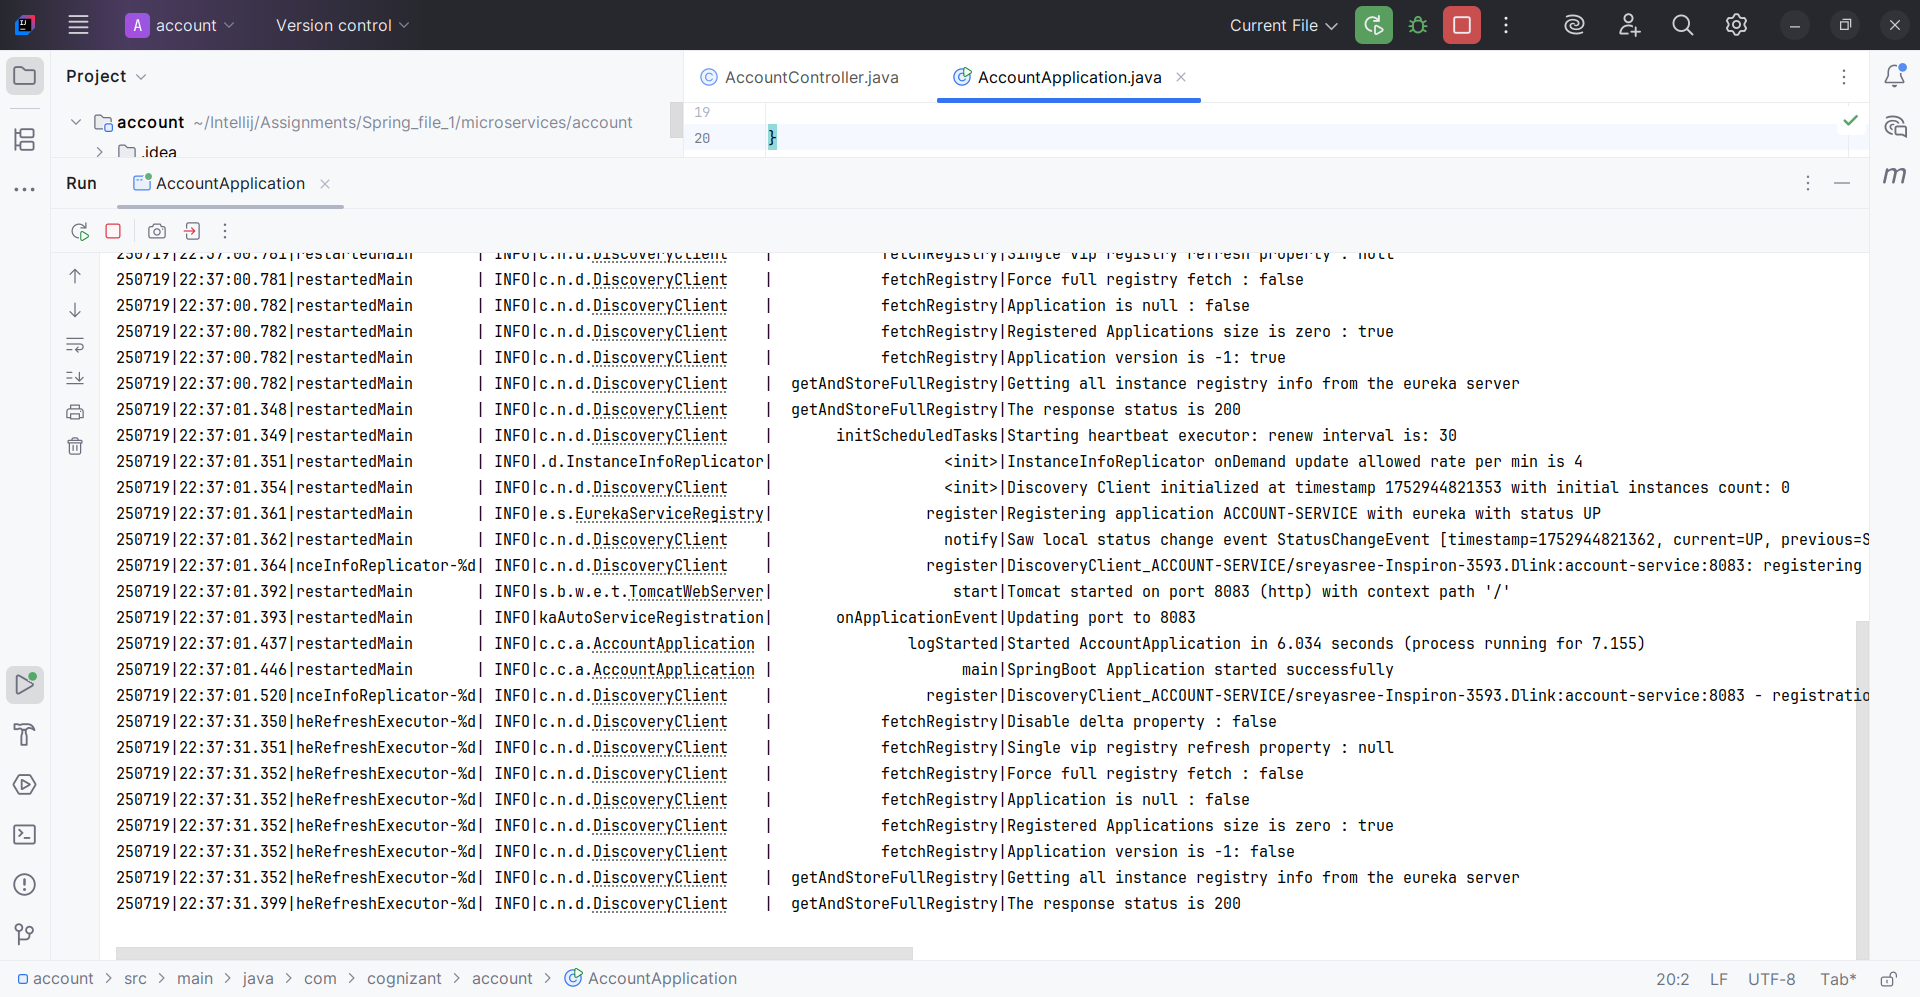 A account
Version control
Current File
Project
AccountController.java
AccountApplication.java
19
account ~/Intellij/Assignments/Spring_file_1/microservices/account
20 }
.idea
Run
AccountApplication
250719|22:37:00.781|restartedMain | INFO|c.n.d.DiscoveryClient | fetchRegistry|Single vip registry refresh property : null
250719|22:37:00.781|restartedMain | INFO|c.n.d.DiscoveryClient | fetchRegistry|Force full registry fetch : false
250719|22:37:00.782|restartedMain | INFO|c.n.d.DiscoveryClient | fetchRegistry|Application is null : false
250719|22:37:00.782|restartedMain | INFO|c.n.d.DiscoveryClient | fetchRegistry|Registered Applications size is zero : true
250719|22:37:00.782|restartedMain | INFO|c.n.d.DiscoveryClient | fetchRegistry|Application version is -1: true
250719|22:37:00.782|restartedMain | INFO|c.n.d.DiscoveryClient | getAndStoreFullRegistry|Getting all instance registry info from the eureka server
250719|22:37:01.348|restartedMain | INFO|c.n.d.DiscoveryClient | getAndStoreFullRegistry|The response status is 200
250719|22:37:01.349|restartedMain | INFO|c.n.d.DiscoveryClient | initScheduledTasks|Starting heartbeat executor: renew interval is: 30
250719|22:37:01.351|restartedMain | INFO|.d.InstanceInfoReplicator| <init>|InstanceInfoReplicator onDemand update allowed rate per min is 4
250719|22:37:01.354|restartedMain | INFO|c.n.d.DiscoveryClient | <init>|Discovery Client initialized at timestamp 1752944821353 with initial instances count: 0
250719|22:37:01.361|restartedMain | INFO|e.s.EurekaServiceRegistry| register|Registering application ACCOUNT-SERVICE with eureka with status UP
250719|22:37:01.362|restartedMain | INFO|c.n.d.DiscoveryClient | notify|Saw local status change event StatusChangeEvent [timestamp=1752944821362, current=UP, previous=S
250719|22:37:01.364|nceInfoReplicator-%d| INFO|c.n.d.DiscoveryClient | register|DiscoveryClient_ACCOUNT-SERVICE/sreyasree-Inspiron-3593.Dlink:account-service:8083: registering
250719|22:37:01.392|restartedMain | INFO|s.b.w.e.t.TomcatWebServer| start|Tomcat started on port 8083 (http) with context path '/'
250719|22:37:01.393|restartedMain | INFO|kaAutoServiceRegistration| onApplicationEvent|Updating port to 8083
250719|22:37:01.437|restartedMain | INFO|c.c.a.AccountApplication | logStarted|Started AccountApplication in 6.034 seconds (process running for 7.155)
250719|22:37:01.446|restartedMain | INFO|c.c.a.AccountApplication | main|SpringBoot Application started successfully
250719|22:37:01.520|nceInfoReplicator-%d| INFO|c.n.d.DiscoveryClient | register|DiscoveryClient_ACCOUNT-SERVICE/sreyasree-Inspiron-3593.Dlink:account-service:8083 - registratio
250719|22:37:31.350|heRefreshExecutor-%d| INFO|c.n.d.DiscoveryClient | fetchRegistry|Disable delta property : false
250719|22:37:31.351|heRefreshExecutor-%d| INFO|c.n.d.DiscoveryClient | fetchRegistry|Single vip registry refresh property : null
250719|22:37:31.352|heRefreshExecutor-%d| INFO|c.n.d.DiscoveryClient | fetchRegistry|Force full registry fetch : false
250719|22:37:31.352|heRefreshExecutor-%d| INFO|c.n.d.DiscoveryClient | fetchRegistry|Application is null : false
250719|22:37:31.352|heRefreshExecutor-%d| INFO|c.n.d.DiscoveryClient | fetchRegistry|Registered Applications size is zero : true
250719|22:37:31.352|heRefreshExecutor-%d| INFO|c.n.d.DiscoveryClient | fetchRegistry|Application version is -1: false
250719|22:37:31.352|heRefreshExecutor-%d| INFO|c.n.d.DiscoveryClient | getAndStoreFullRegistry|Getting all instance registry info from the eureka server
250719|22:37:31.399|heRefreshExecutor-%d| INFO|c.n.d.DiscoveryClient | getAndStoreFullRegistry|The response status is 200
account > src > main > java > com > cognizant > account > AccountApplication
20:2 LF UTF-8 Tab*